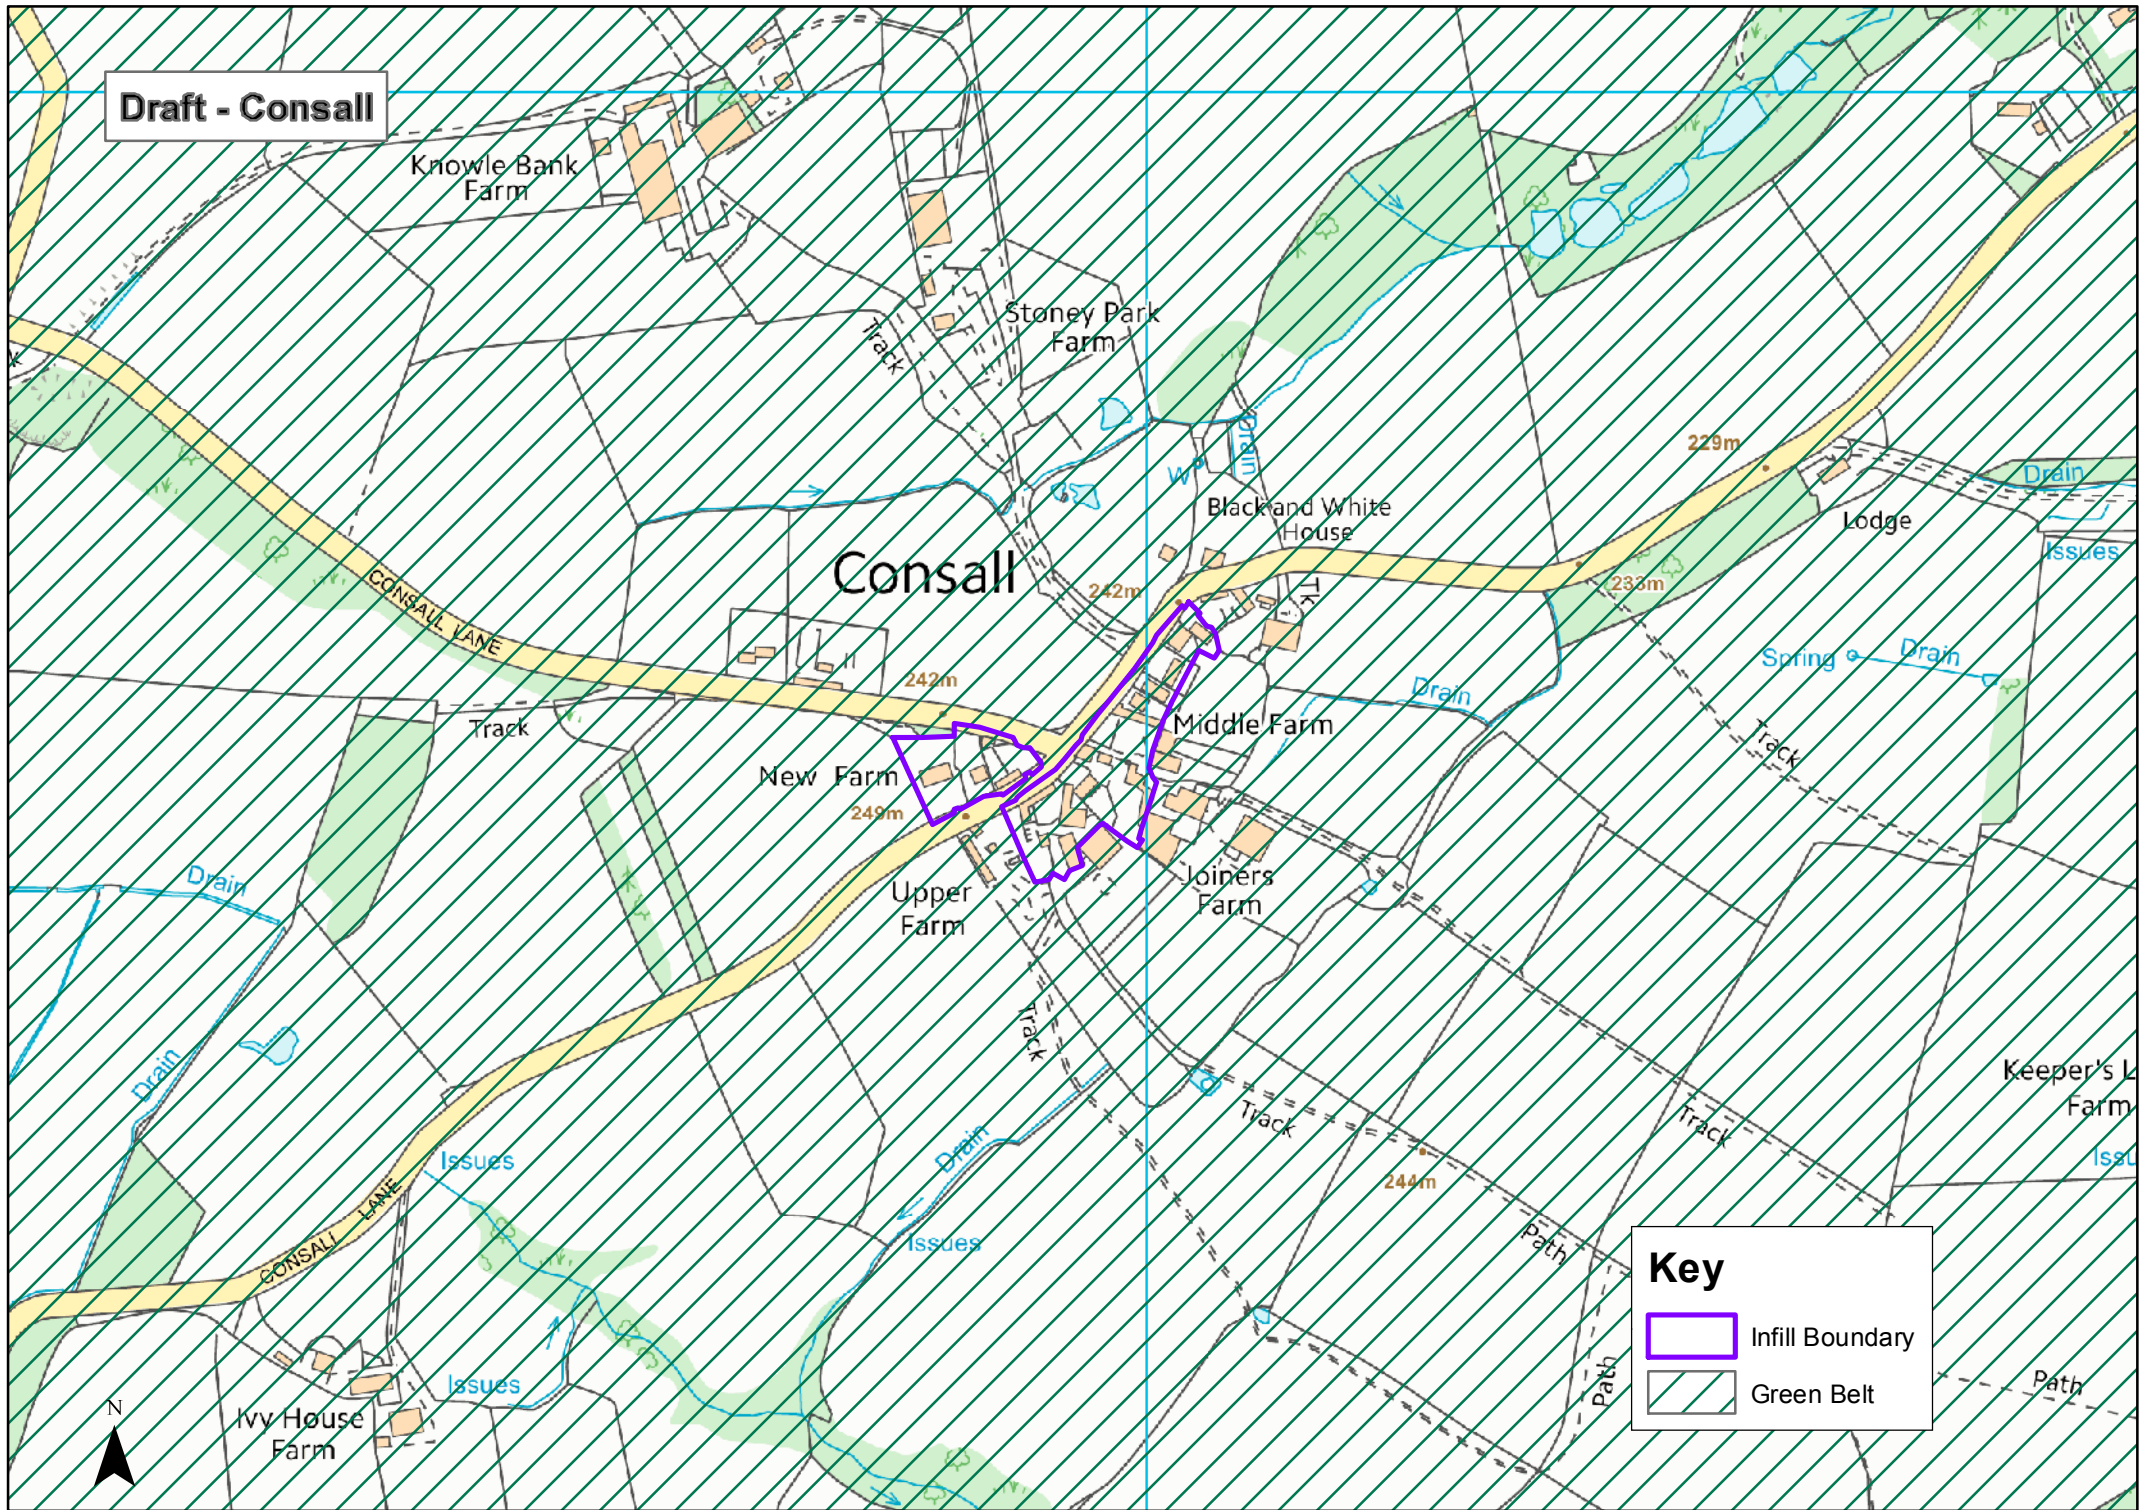 Draft - Consall
Knowle Bank
Farm
Stoney Park
Farm
Track
Drain
W
229m
Drain
Black and White
House
Lodge
Issues
Consall
242m
Tk
233m
CONSALL LANE
Spring
Drain
242m
Drain
Track
Middle Farm
Track
New Farm
249m
Drain
Upper
Farm
Joiners
Farm
Track
Drain
Keeper's L
Farm
Track
Track
Drain
Issues
Issu
244m
LANE
CONSALL
Issues
Path
Key
Infill Boundary
Green Belt
Path
Path
Issues
N
Ivy House
Farm